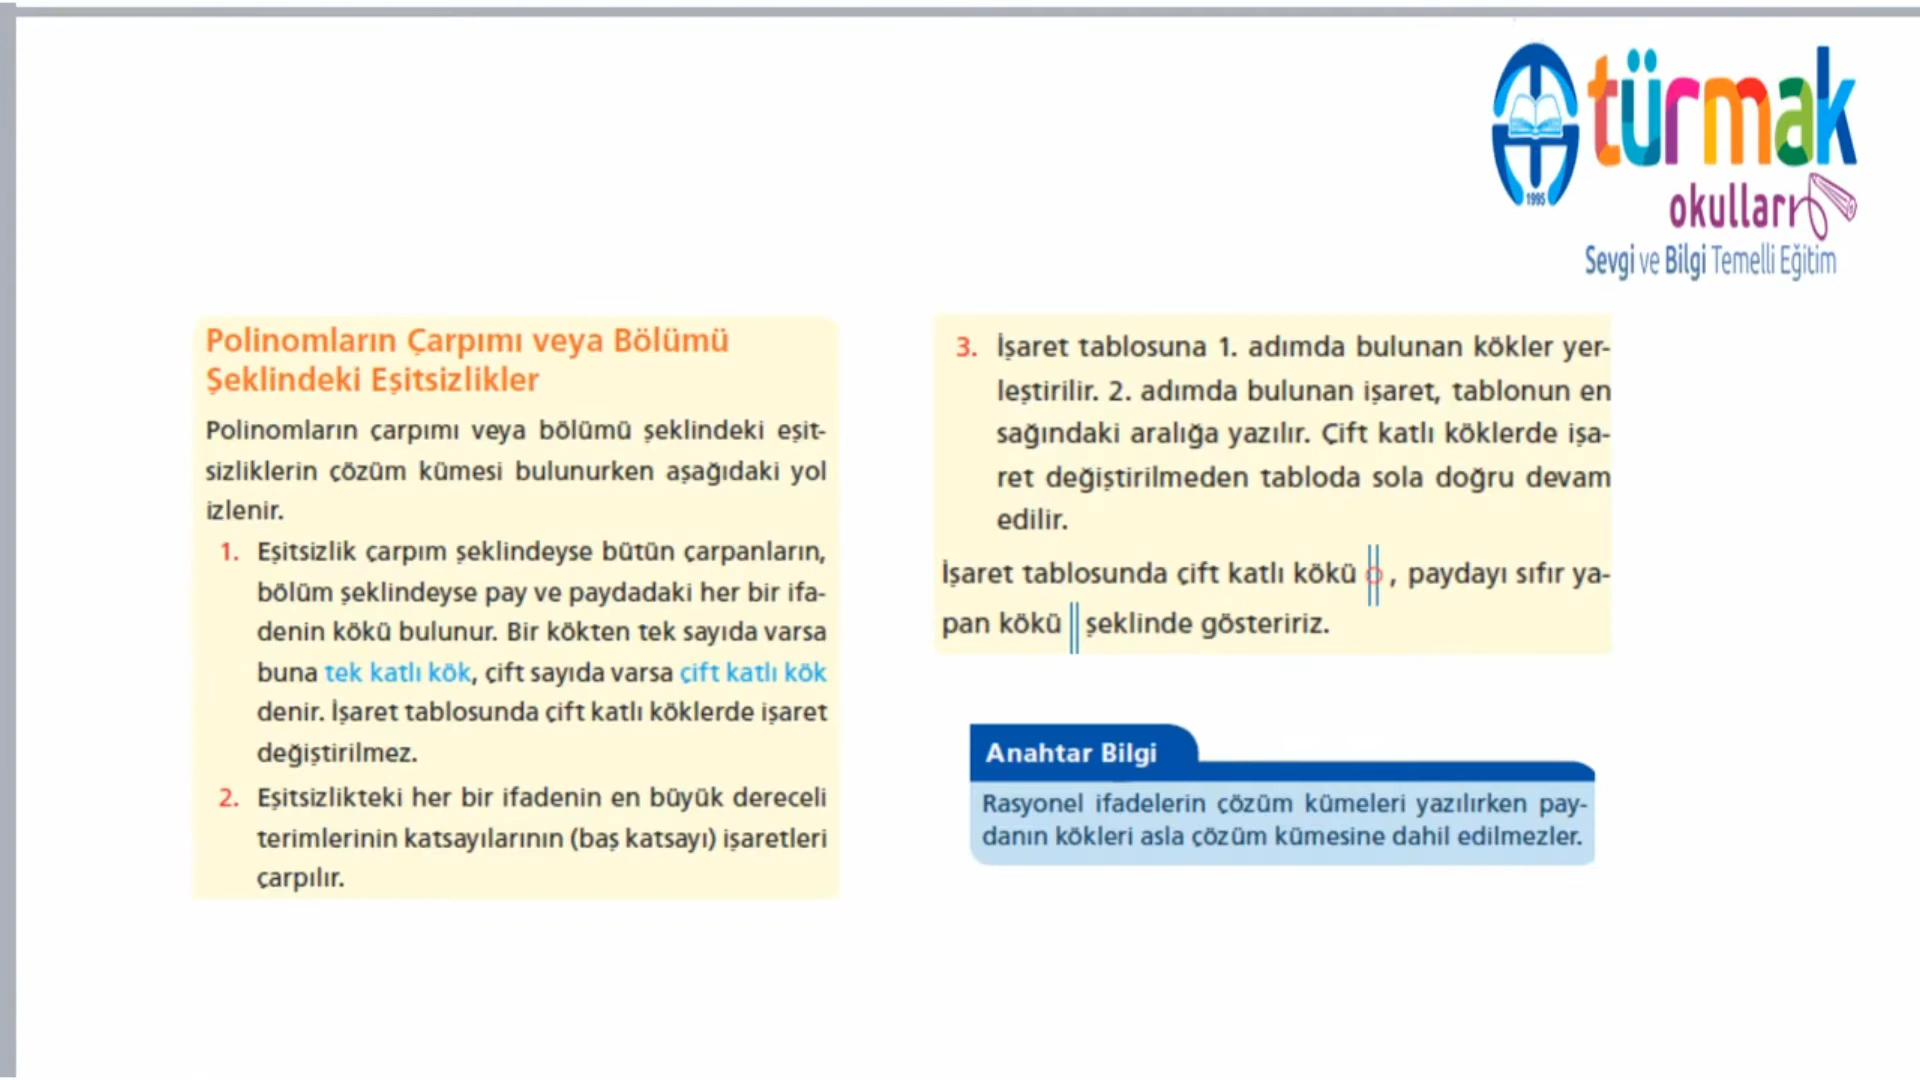 türmak
okulları
1995
Sevgi ve Bilgi Temelli Eğitim
Polinomların Çarpımı veya Bölümü
Şeklindeki Eşitsizlikler
Polinomların çarpımı veya bölümü şeklindeki eşit-
sizliklerin çözüm kümesi bulunurken aşağıdaki yol
izlenir.
1. Eşitsizlik çarpım şeklindeyse bütün çarpanların,
bölüm şeklindeyse pay ve paydadaki her bir ifa-
denin kökü bulunur. Bir kökten tek sayıda varsa
buna tek katlı kök, çift sayıda varsa çift katlı kök
denir. İşaret tablosunda çift katlı köklerde işaret
değiştirilmez.
2. Eşitsizlikteki her bir ifadenin en büyük dereceli
terimlerinin katsayılarının (baş katsayı) işaretleri
çarpılır.
3. İşaret tablosuna 1. adımda bulunan kökler yer-
leştirilir. 2. adımda bulunan işaret, tablonun en
sağındaki aralığa yazılır. Çift katlı köklerde işa-
ret değiştirilmeden tabloda sola doğru devam
edilir.
İşaret tablosunda çift katlı kökü , paydayı sıfır ya-
pan kökü || şeklinde gösteririz.
Anahtar Bilgi
Rasyonel ifadelerin çözüm kümeleri yazılırken pay-
danın kökleri asla çözüm kümesine dahil edilmezler.